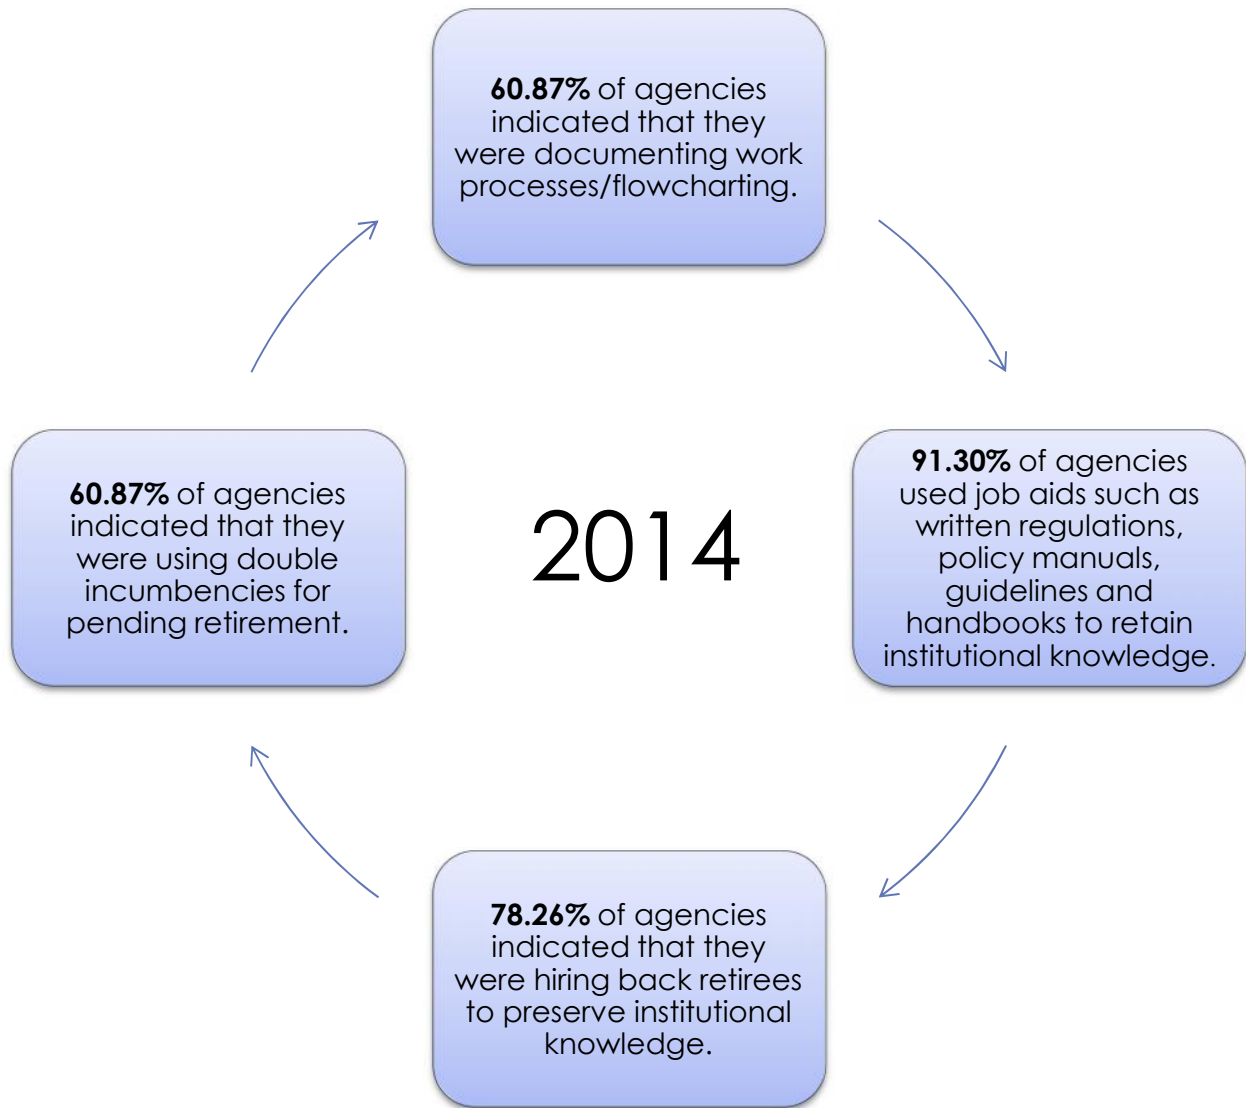 60.87% of agencies
indicated that they
were documenting work
processes/flowcharting.
91.30% of agencies
used job aids such as
written regulations,
policy manuals,
guidelines and
handbooks to retain
institutional knowledge.
78.26% of agencies
indicated that they
were hiring back retirees
to preserve institutional
knowledge.
60.87% of agencies
indicated that they
were using double
incumbencies for
pending retirement.
2014